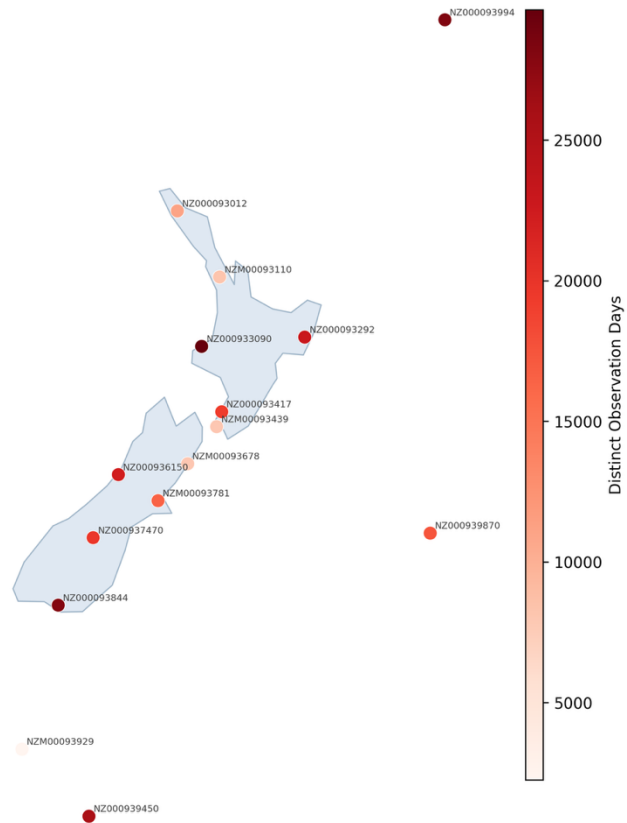 NZ000093994
NZ000093012
NZM00093110
NZ000933090
NZ000093292
NZ000093417
NZM00093439
NZM00093678
NZ000936150
NZM00093781
NZ000937470
NZ000939870
NZ000093844
NZM00093929
NZ000939450
25000
20000
15000
10000
5000
Distinct Observation Days